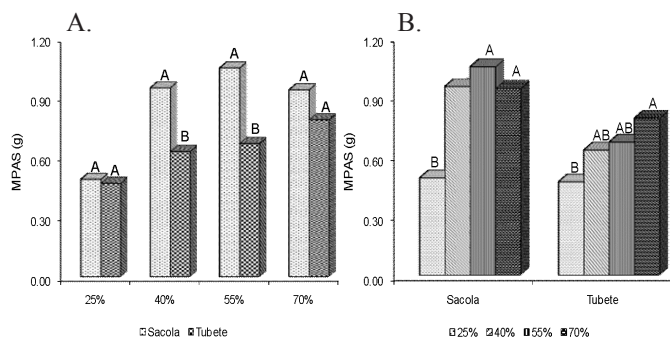 A.
1.20
0.90
0.60
0.30
0.00
MPAS (g)
A A
A B
A B
A A
25% 40% 55% 70%
Sacola Tubete
B.
1.20
0.90
0.60
0.30
0.00
MPAS (g)
B A A
B AB AB A
Sacola Tubete
25% 40% 55% 70%